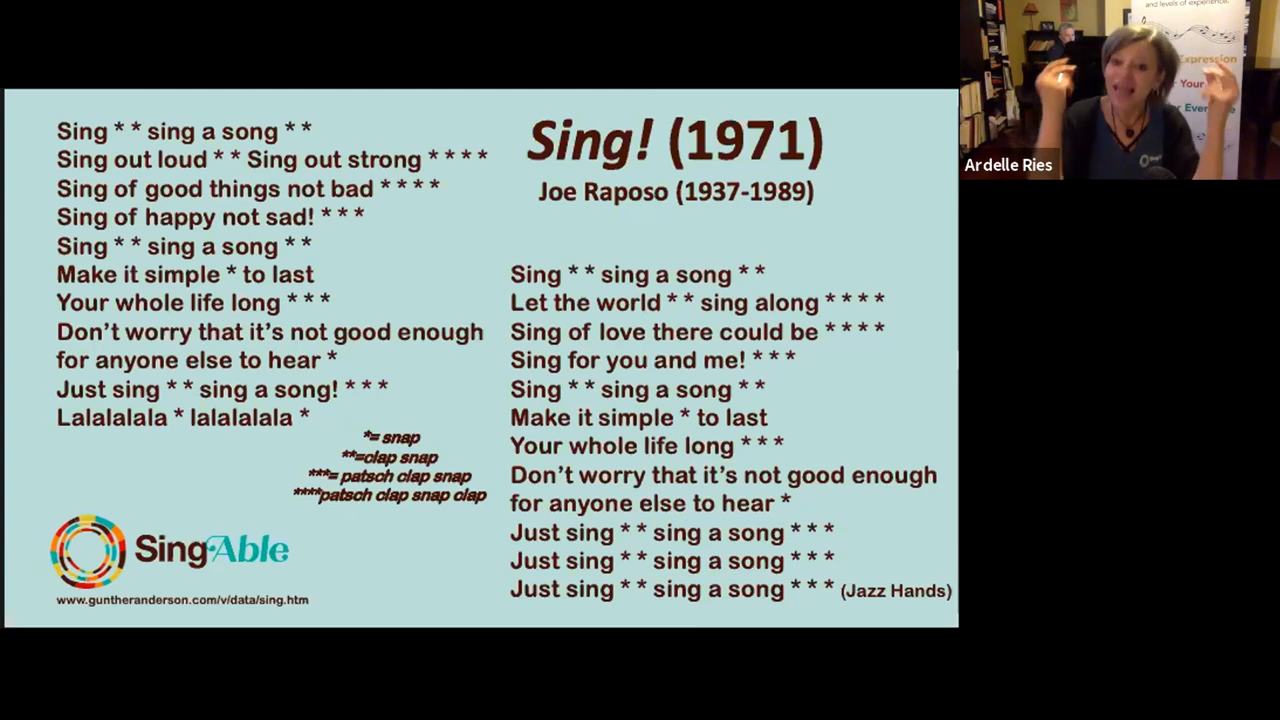 Sing * * sing a song * *
Sing out loud * * Sing out strong * * * *
Sing of good things not bad * * * *
Sing of happy not sad! * * *
Sing * * sing a song * *
Make it simple * to last
Your whole life long * * *
Don't worry that it's not good enough
for anyone else to hear *
Just sing * * sing a song! * * *
Lalalalala * lalalalala *
*= snap
**=clap snap
***= patsch clap snap
****patsch clap snap clap
SingAble
www.guntheranderson.com/v/data/sing.htm
Sing! (1971)
Joe Raposo (1937-1989)
Sing * * sing a song * *
Let the world * * sing along * * * *
Sing of love there could be * * * *
Sing for you and me! * * *
Sing * * sing a song * *
Make it simple * to last
Your whole life long * * *
Don't worry that it's not good enough
for anyone else to hear *
Just sing * * sing a song * * *
Just sing * * sing a song * * *
Just sing * * sing a song * * * (Jazz Hands)
and levels of experience.
Expression
Your
Ardelle Ries